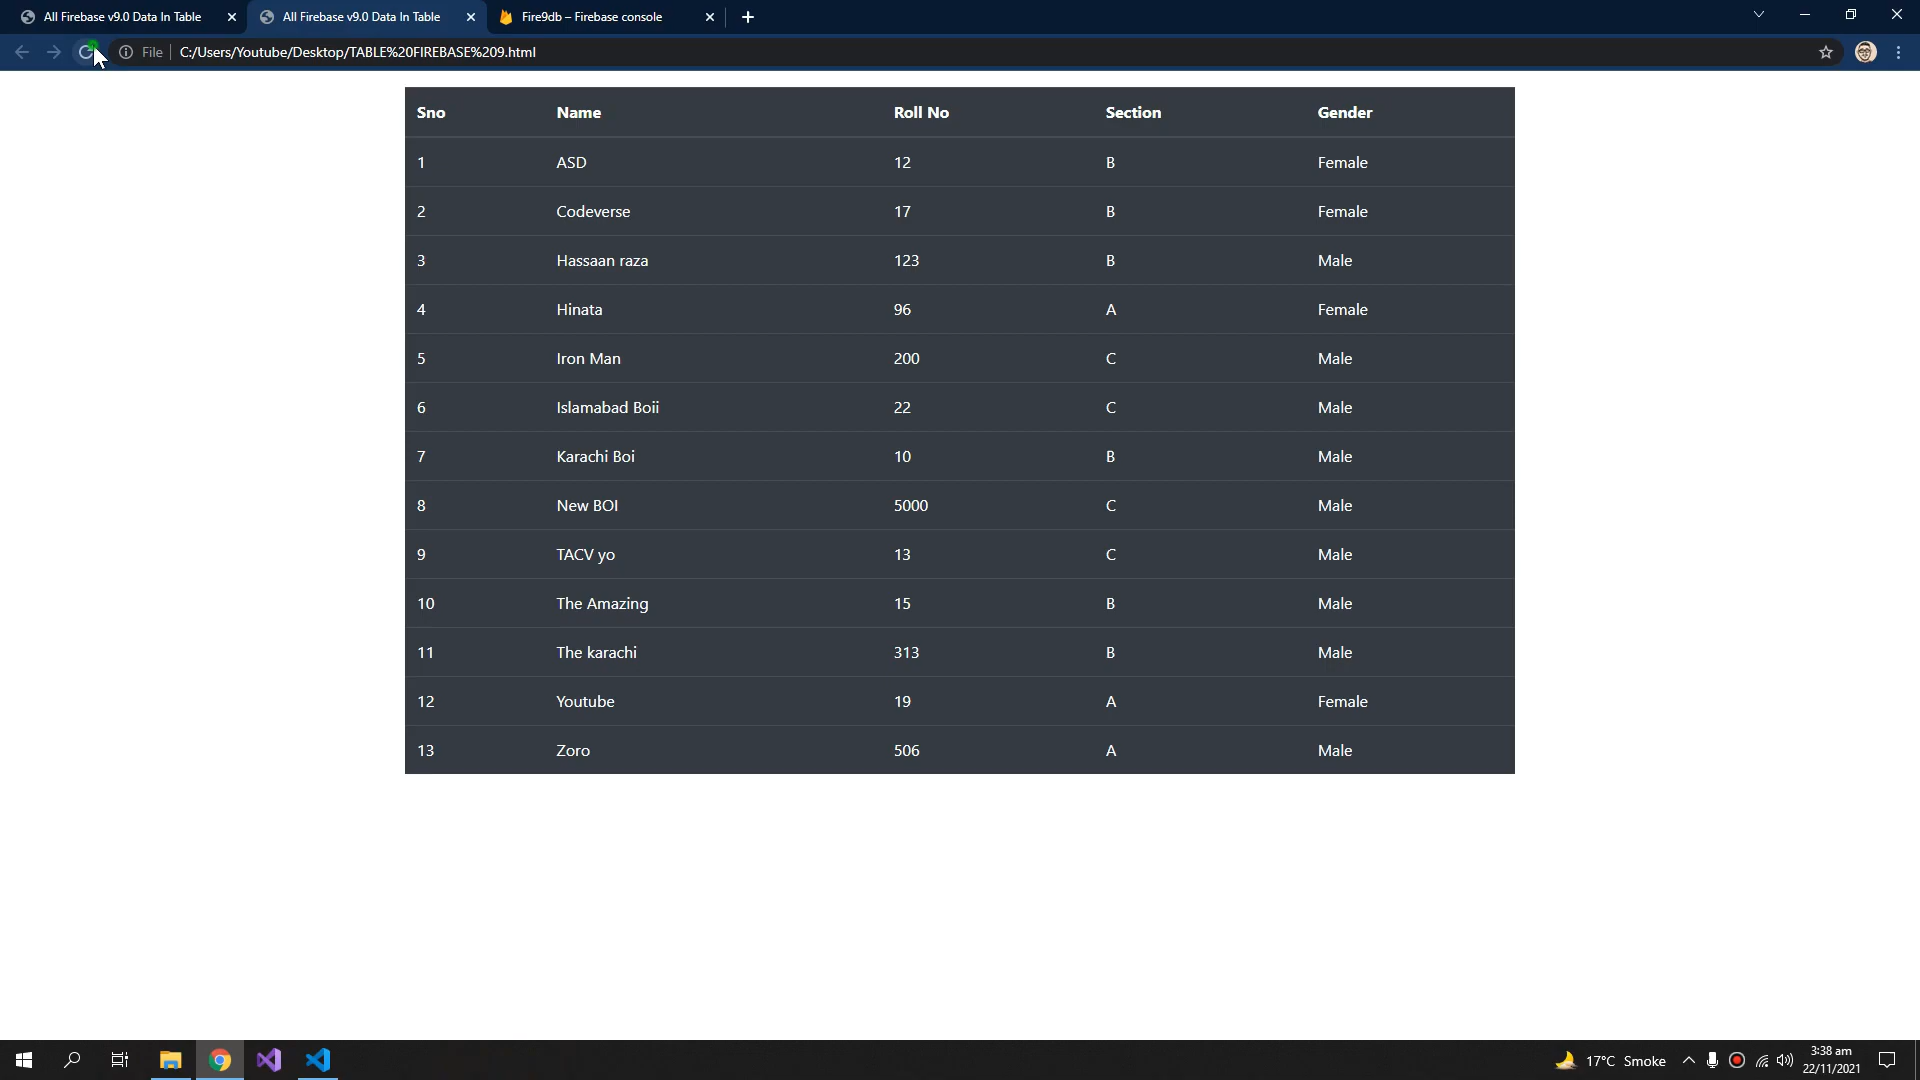 All Firebase v9.0 Data In Table
All Firebase v9.0 Data In Table
Fire9db – Firebase console
File C:/Users/Youtube/Desktop/TABLE%20FIREBASE%209.html
Sno Name Roll No Section Gender
1 ASD 12 B Female
2 Codeverse 17 B Female
3 Hassaan raza 123 B Male
4 Hinata 96 A Female
5 Iron Man 200 C Male
6 Islamabad Boii 22 C Male
7 Karachi Boi 10 B Male
8 New BOI 5000 C Male
9 TACV yo 13 C Male
10 The Amazing 15 B Male
11 The karachi 313 B Male
12 Youtube 19 A Female
13 Zoro 506 A Male
17°C Smoke
3:38 am
22/11/2021